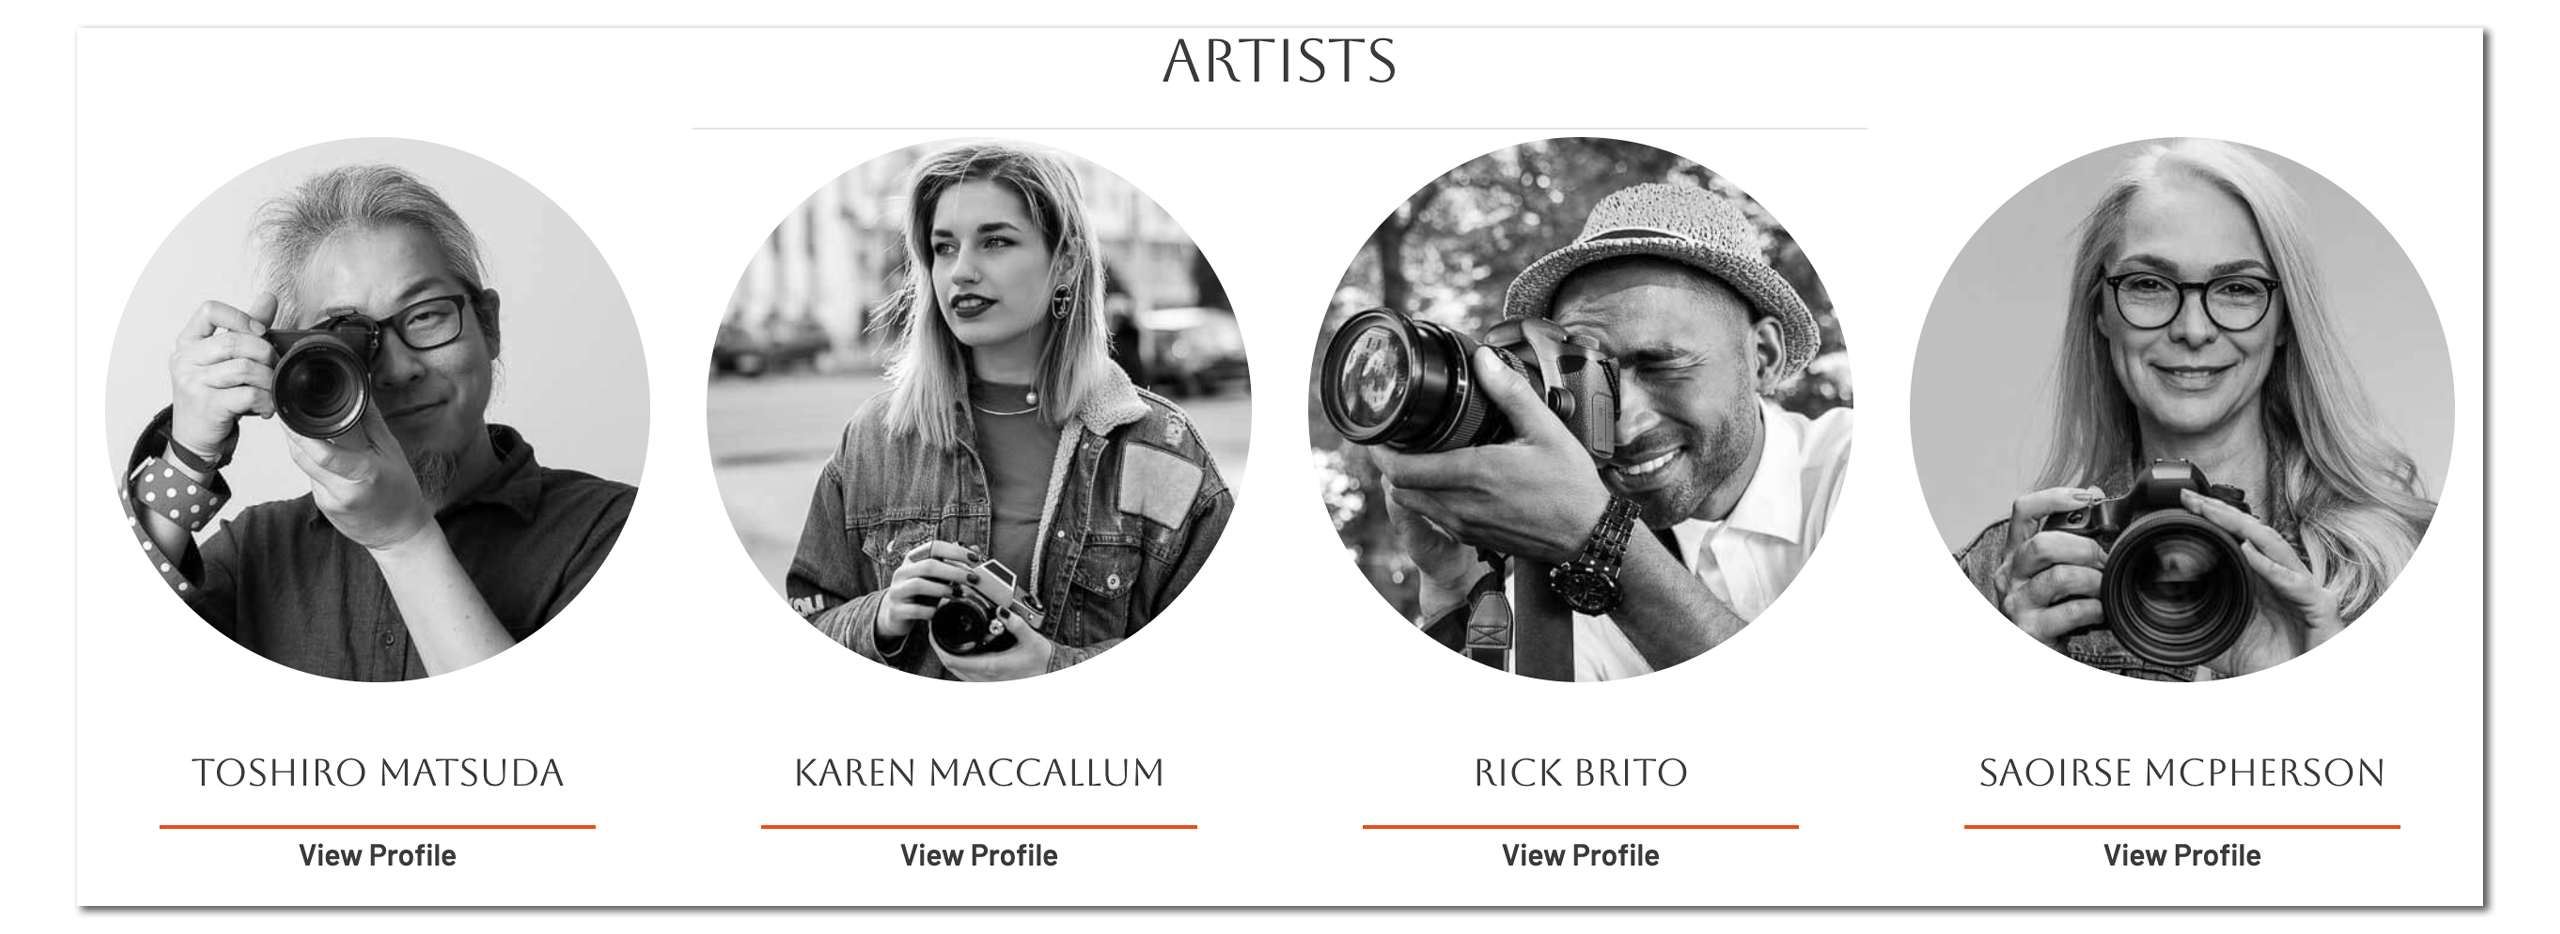 ARTISTS
TOSHIRO MATSUDA
KAREN MACCALLUM
RICK BRITO
SAOIRSE MCPHERSON
View Profile
View Profile
View Profile
View Profile